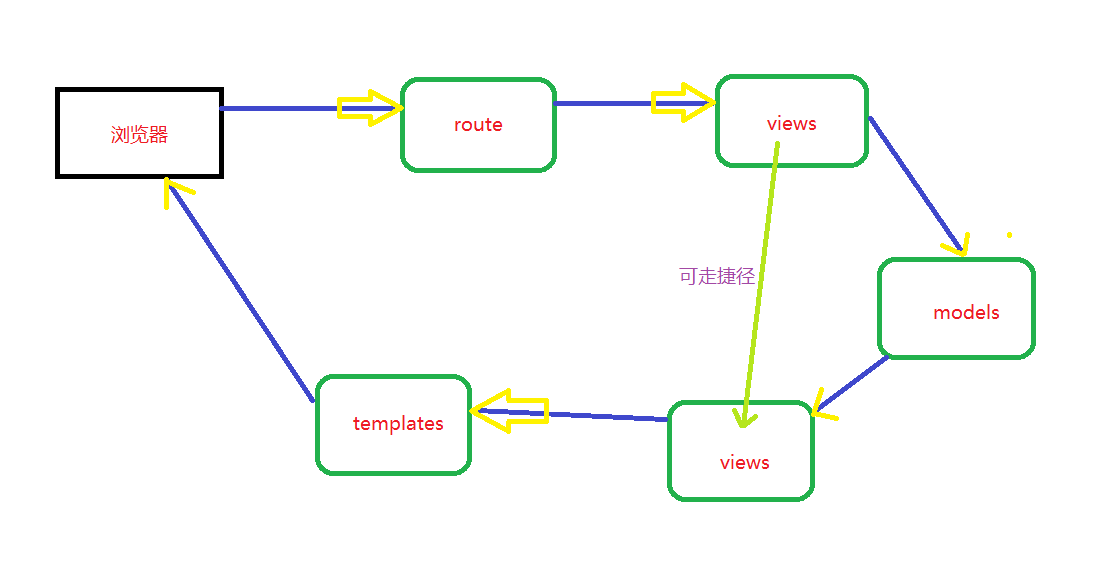 浏览器
route
views
可走捷径
models
templates
views